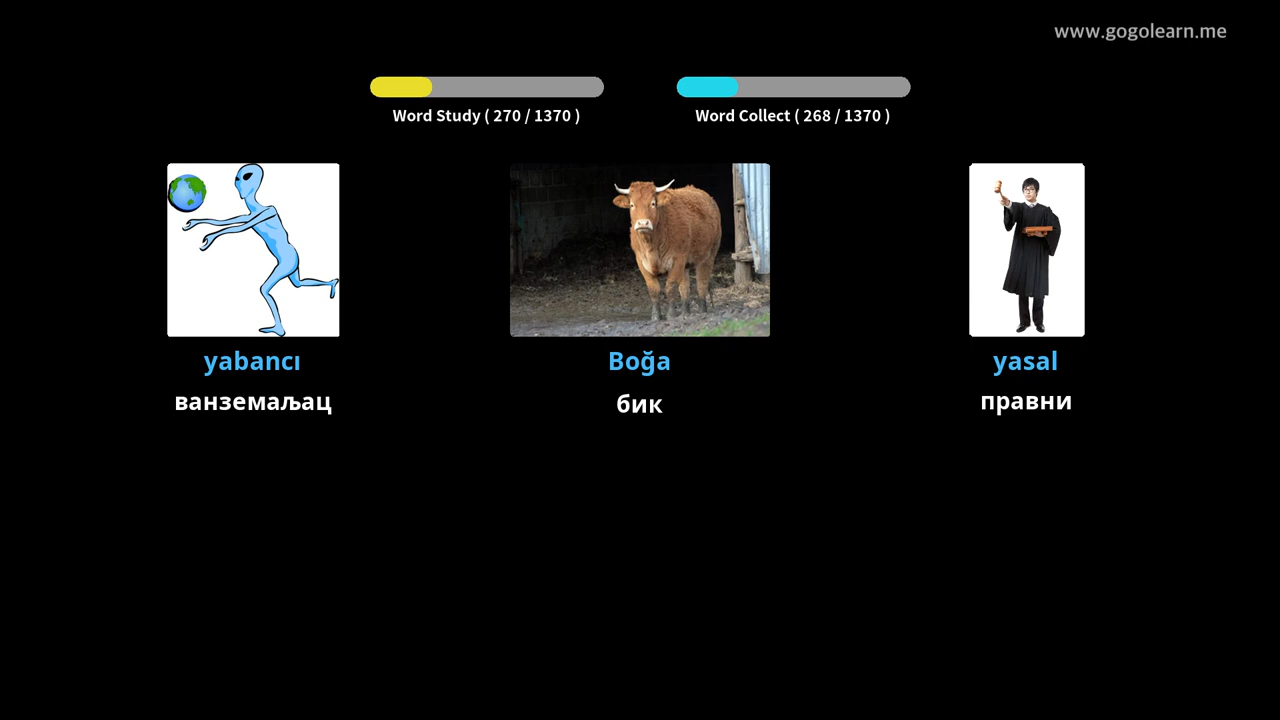 www.gogolearn.me
Word Study ( 270 / 1370 )
Word Collect ( 268 / 1370 )
yabancı
Boğa
yasal
ванземаљац
бик
правни